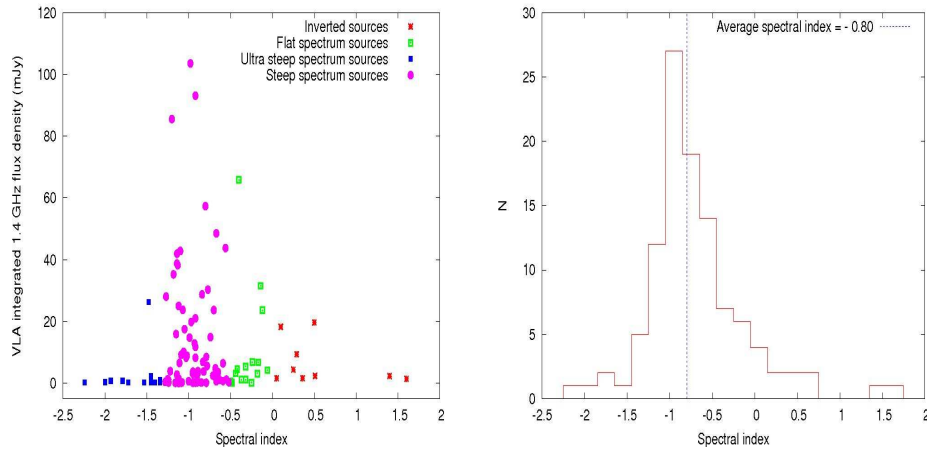 Inverted sources
Flat spectrum sources
Ultra steep spectrum sources
Steep spectrum sources
VLA integrated 1.4 GHz flux density (mJy)
120
100
80
60
40
20
0
-2.5 -2 -1.5 -1 -0.5 0 0.5 1 1.5 2
Spectral index
Average spectral index = - 0.80
N
30
25
20
15
10
5
0
-2.5 -2 -1.5 -1 -0.5 0 0.5 1 1.5 2
Spectral index